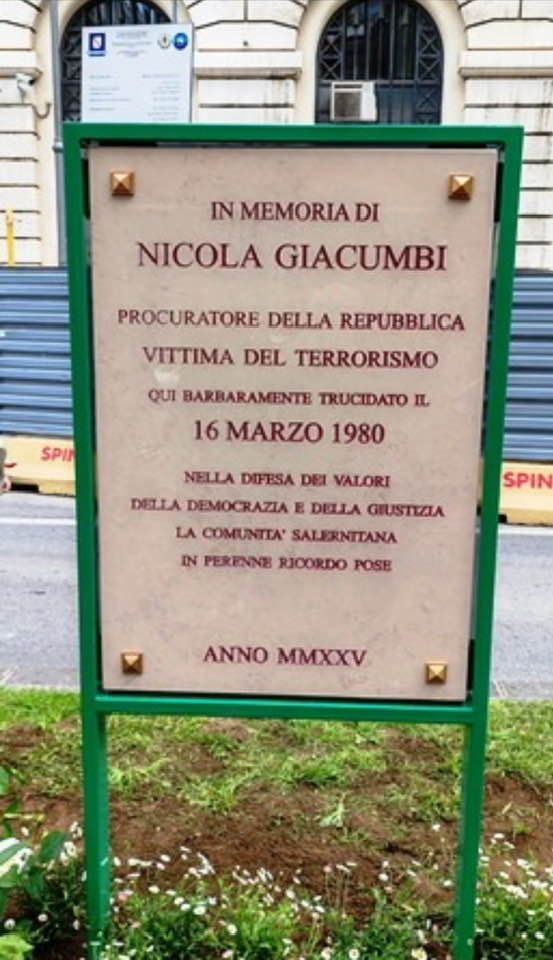 IN MEMORIA DI
NICOLA GIACUMBI
PROCURATORE DELLA REPUBBLICA
VITTIMA DEL TERRORISMO
QUI BARBARAMENTE TRUCIDATO IL
16 MARZO 1980
NELLA DIFESA DEI VALORI
DELLA DEMOCRAZIA E DELLA GIUSTIZIA
LA COMUNITA' SALERNITANA
IN PERENNE RICORDO POSE
ANNO MMXXV
SPIN
SPIN